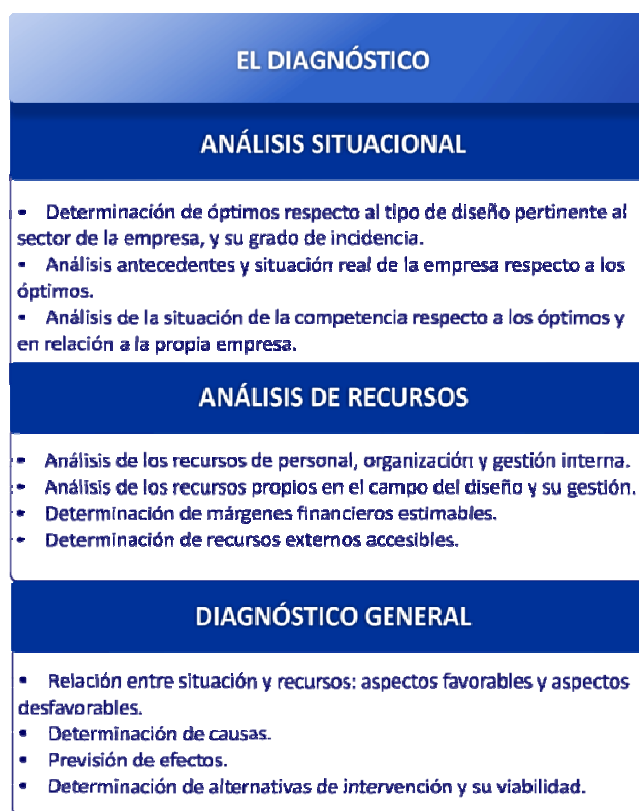 EL DIAGNÓSTICO
ANÁLISIS SITUACIONAL
• Determinación de óptimos respecto al tipo de diseño pertinente al
sector de la empresa, y su grado de incidencia.
• Análisis antecedentes y situación real de la empresa respecto a los
óptimos.
• Análisis de la situación de la competencia respecto a los óptimos y
en relación a la propia empresa.
ANÁLISIS DE RECURSOS
• Análisis de los recursos de personal, organización y gestión interna.
• Análisis de los recursos propios en el campo del diseño y su gestión.
• Determinación de márgenes financieros estimables.
• Determinación de recursos externos accesibles.
DIAGNÓSTICO GENERAL
• Relación entre situación y recursos: aspectos favorables y aspectos
desfavorables.
• Determinación de causas.
• Previsión de efectos.
• Determinación de alternativas de intervención y su viabilidad.